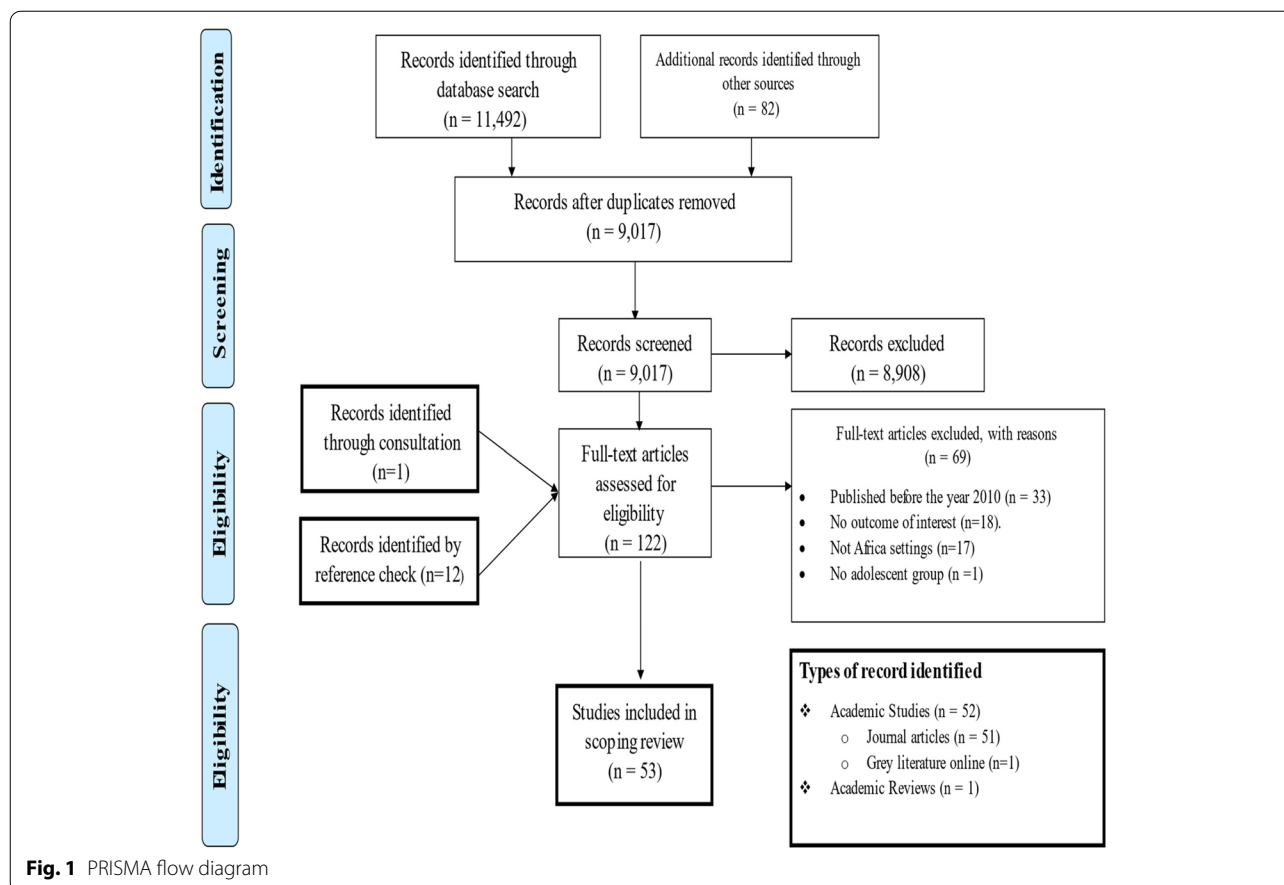 Identification
Records identified through
database search
(n = 11,492)
Additional records identified through
other sources
(n = 82)
Records after duplicates removed
(n = 9,017)
Screening
Records screened
(n = 9,017)
Records excluded
(n = 8,908)
Eligibility
Records identified
through consultation
(n=1)
Records identified by
reference check (n=12)
Full-text articles
assessed for
eligibility
(n = 122)
Full-text articles excluded, with reasons
(n = 69)
• Published before the year 2010 (n = 33)
• No outcome of interest (n=18).
• Not Africa settings (n=17)
• No adolescent group (n =1)
Eligibility
Studies included in
scoping review
(n = 53)
Types of record identified
❖ Academic Studies (n = 52)
o Journal articles (n = 51)
o Grey literature online (n=1)
❖ Academic Reviews (n = 1)
Fig. 1 PRISMA flow diagram